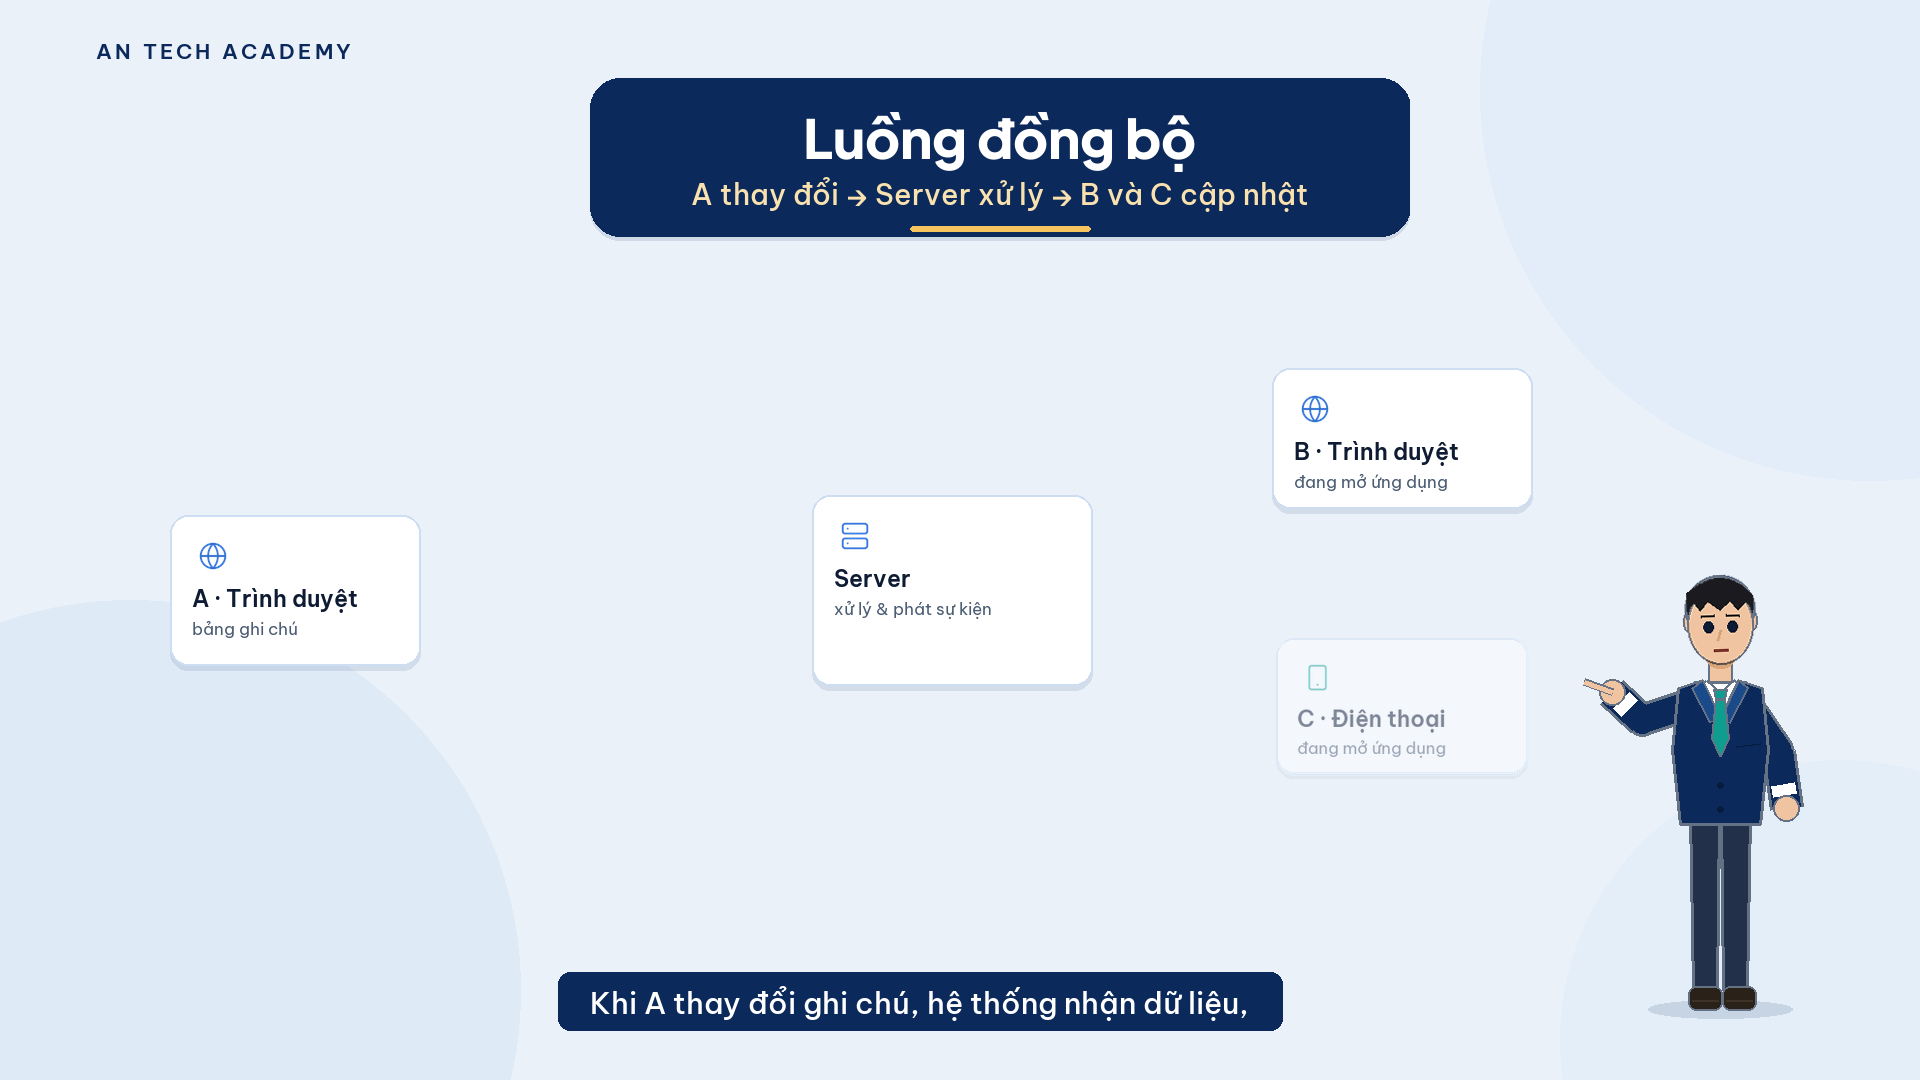 AN TECH ACADEMY
Luồng đồng bộ
A thay đổi → Server xử lý → B và C cập nhật
B · Trình duyệt
đang mở ứng dụng
A · Trình duyệt
bảng ghi chú
Server
xử lý & phát sự kiện
C · Điện thoại
đang mở ứng dụng
Khi A thay đổi ghi chú, hệ thống nhận dữ liệu,